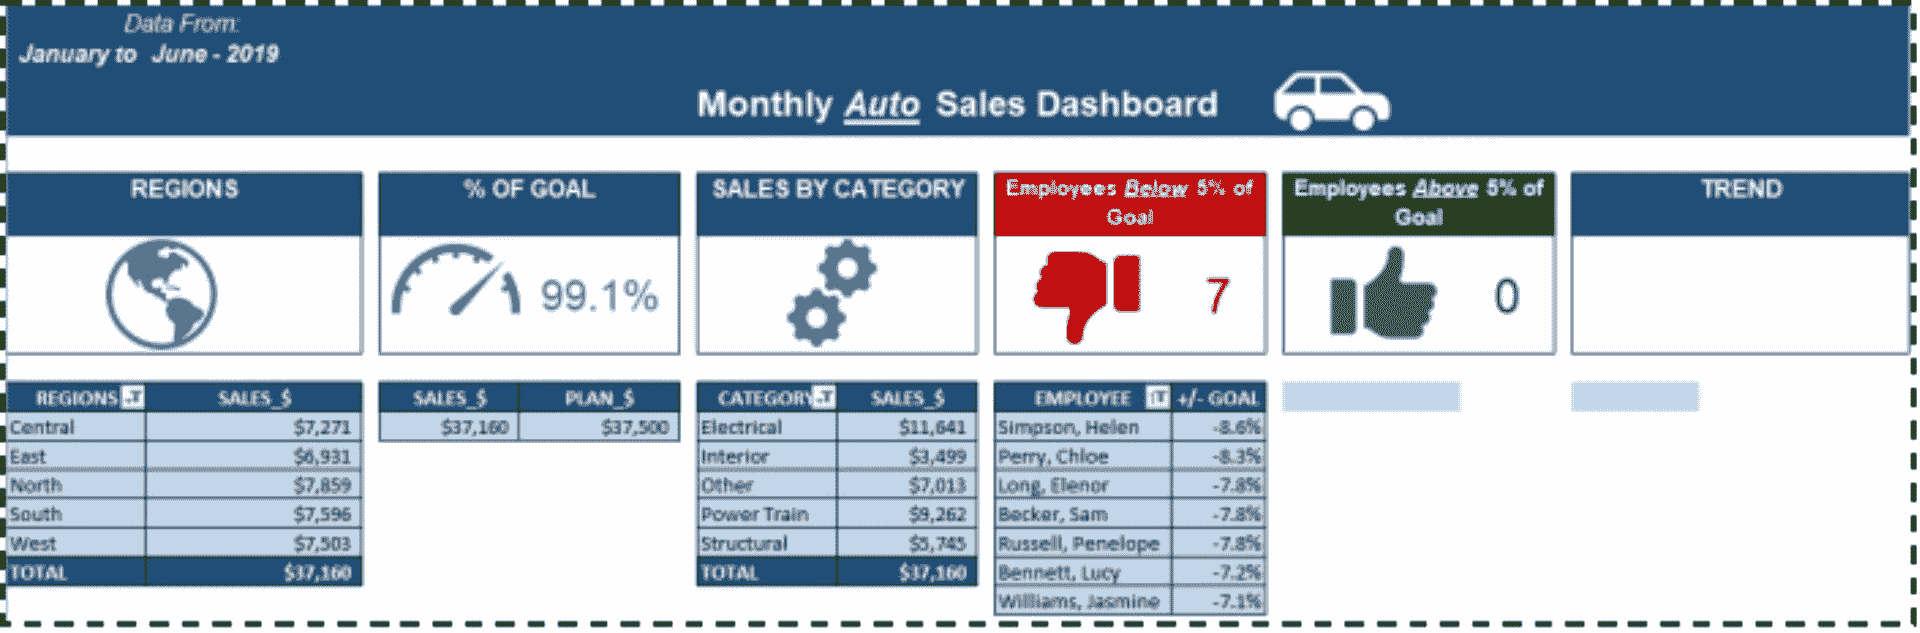 Data From:
January to June - 2019
Monthly Auto Sales Dashboard
REGIONS
% OF GOAL
99.1%
SALES BY CATEGORY
Employees Below 5% of
Goal
7
Employees Above 5% of
Goal
0
TREND
REGIONS SALES_$
Central $7,271
East $6,931
North $7,859
South $7,596
West $7,503
TOTAL $37,160
SALES_$ PLAN_$
$37,160 $37,500
CATEGORY SALES_$
Electrical $11,641
Interior $3,499
Other $7,013
Power Train $9,262
Structural $5,745
TOTAL $37,160
EMPLOYEE +/- GOAL
Simpson, Helen -8.6%
Perry, Chloe -8.3%
Long, Elenor -7.8%
Becker, Sam -7.8%
Russell, Penelope -7.8%
Bennett, Lucy -7.2%
Williams, Jasmine -7.1%